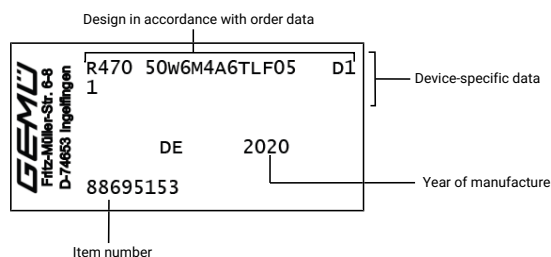 Design in accordance with order data
GEMÜ
Fritz-Müller-Str. 6-8
D-74653 Ingelfingen
R470 50W6M4A6TLF05 D1
1
Device-specific data
DE 2020
Year of manufacture
88695153
Item number